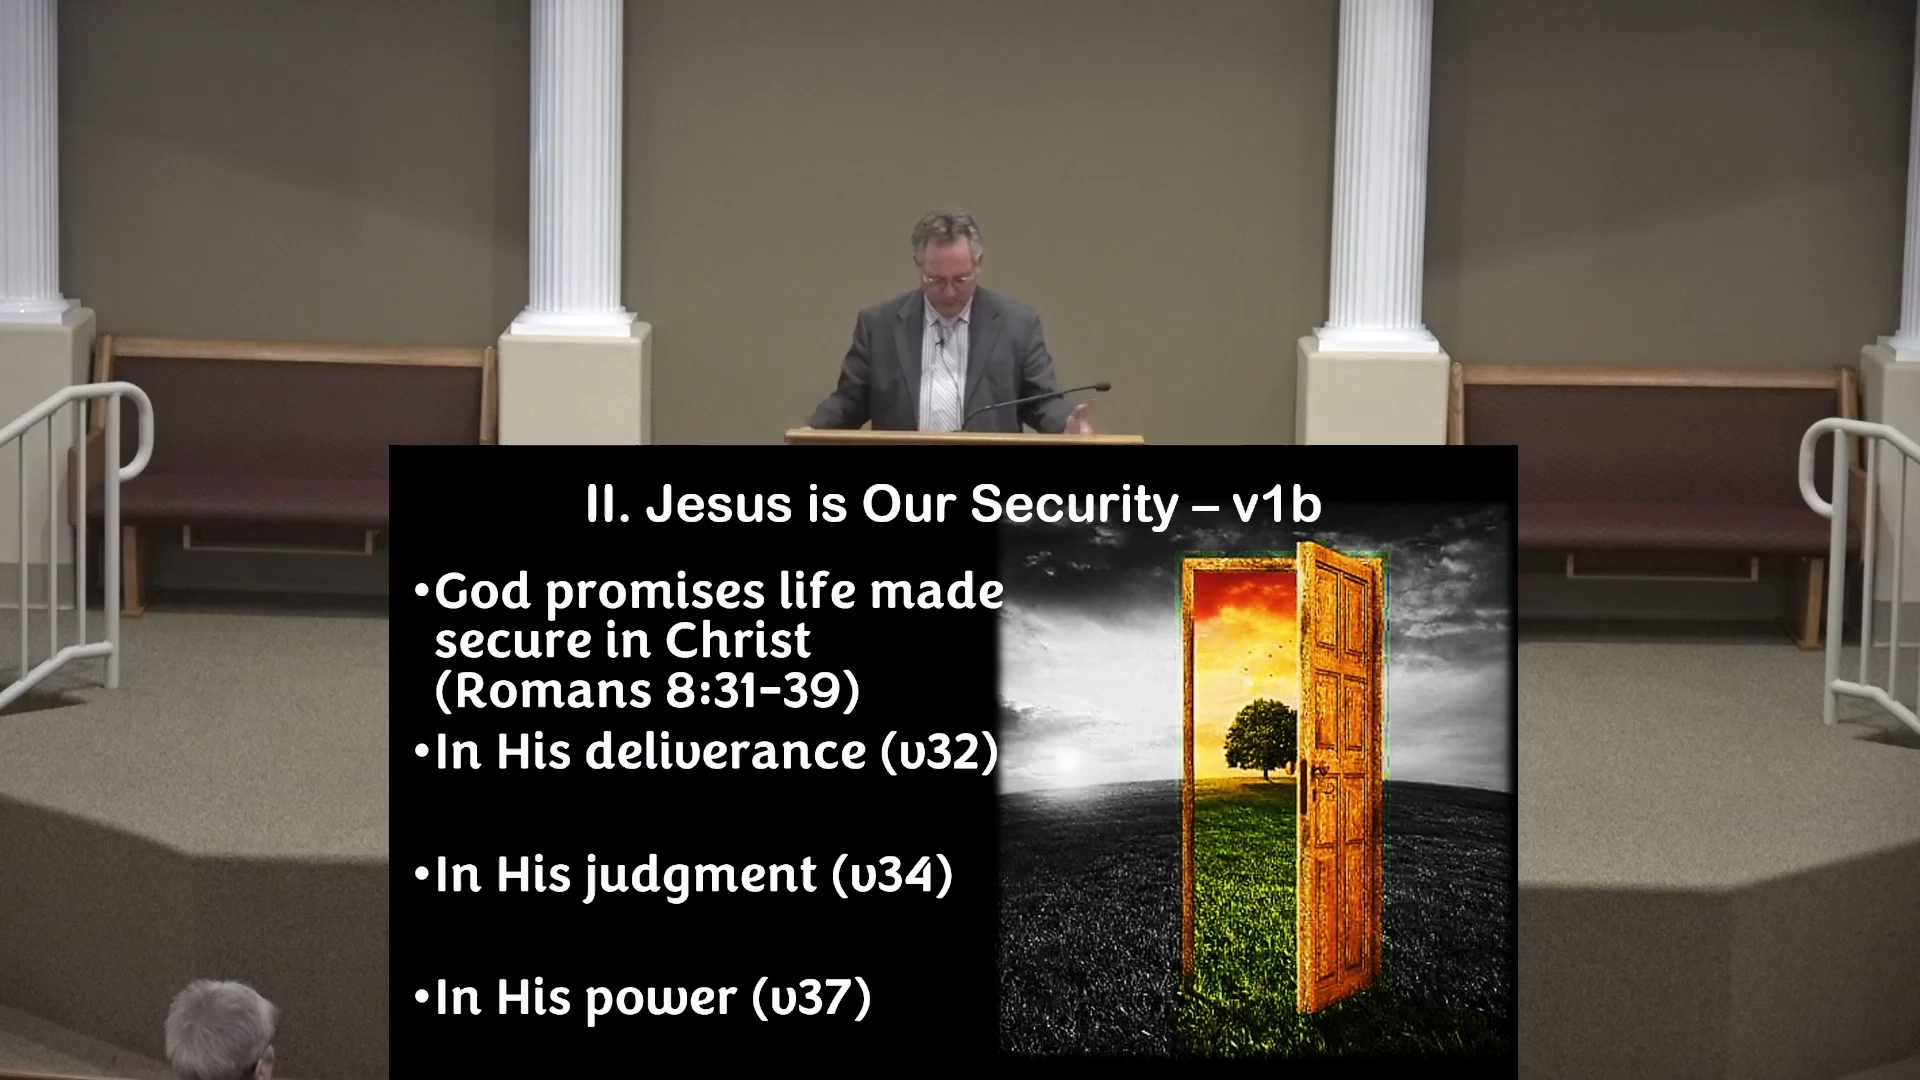 II. Jesus is Our Security – v1b
•God promises life made
secure in Christ
(Romans 8:31-39)
•In His deliverance (v32)
•In His judgment (v34)
•In His power (v37)